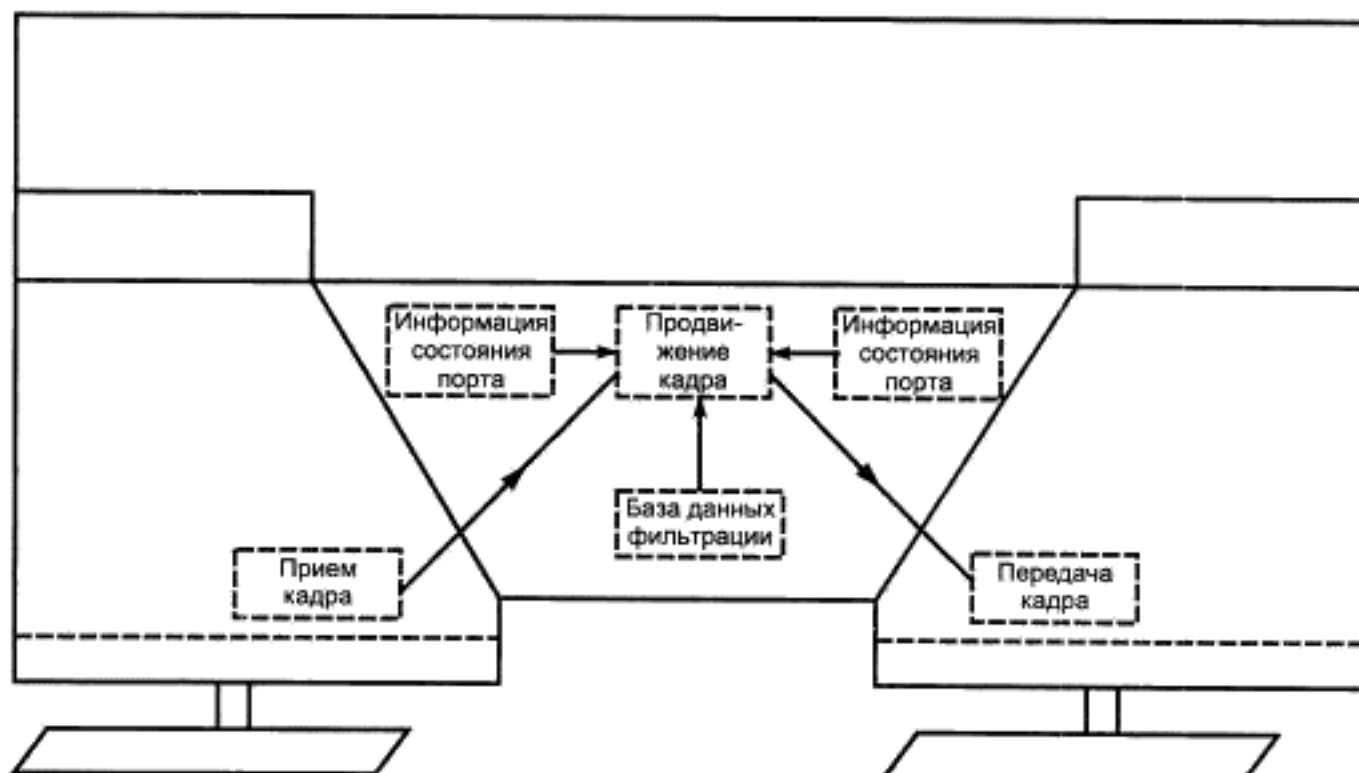 Информация
состояния
порта
Продви-
жение
кадра
Информация
состояния
порта
База данных
фильтрации
Прием
кадра
Передача
кадра